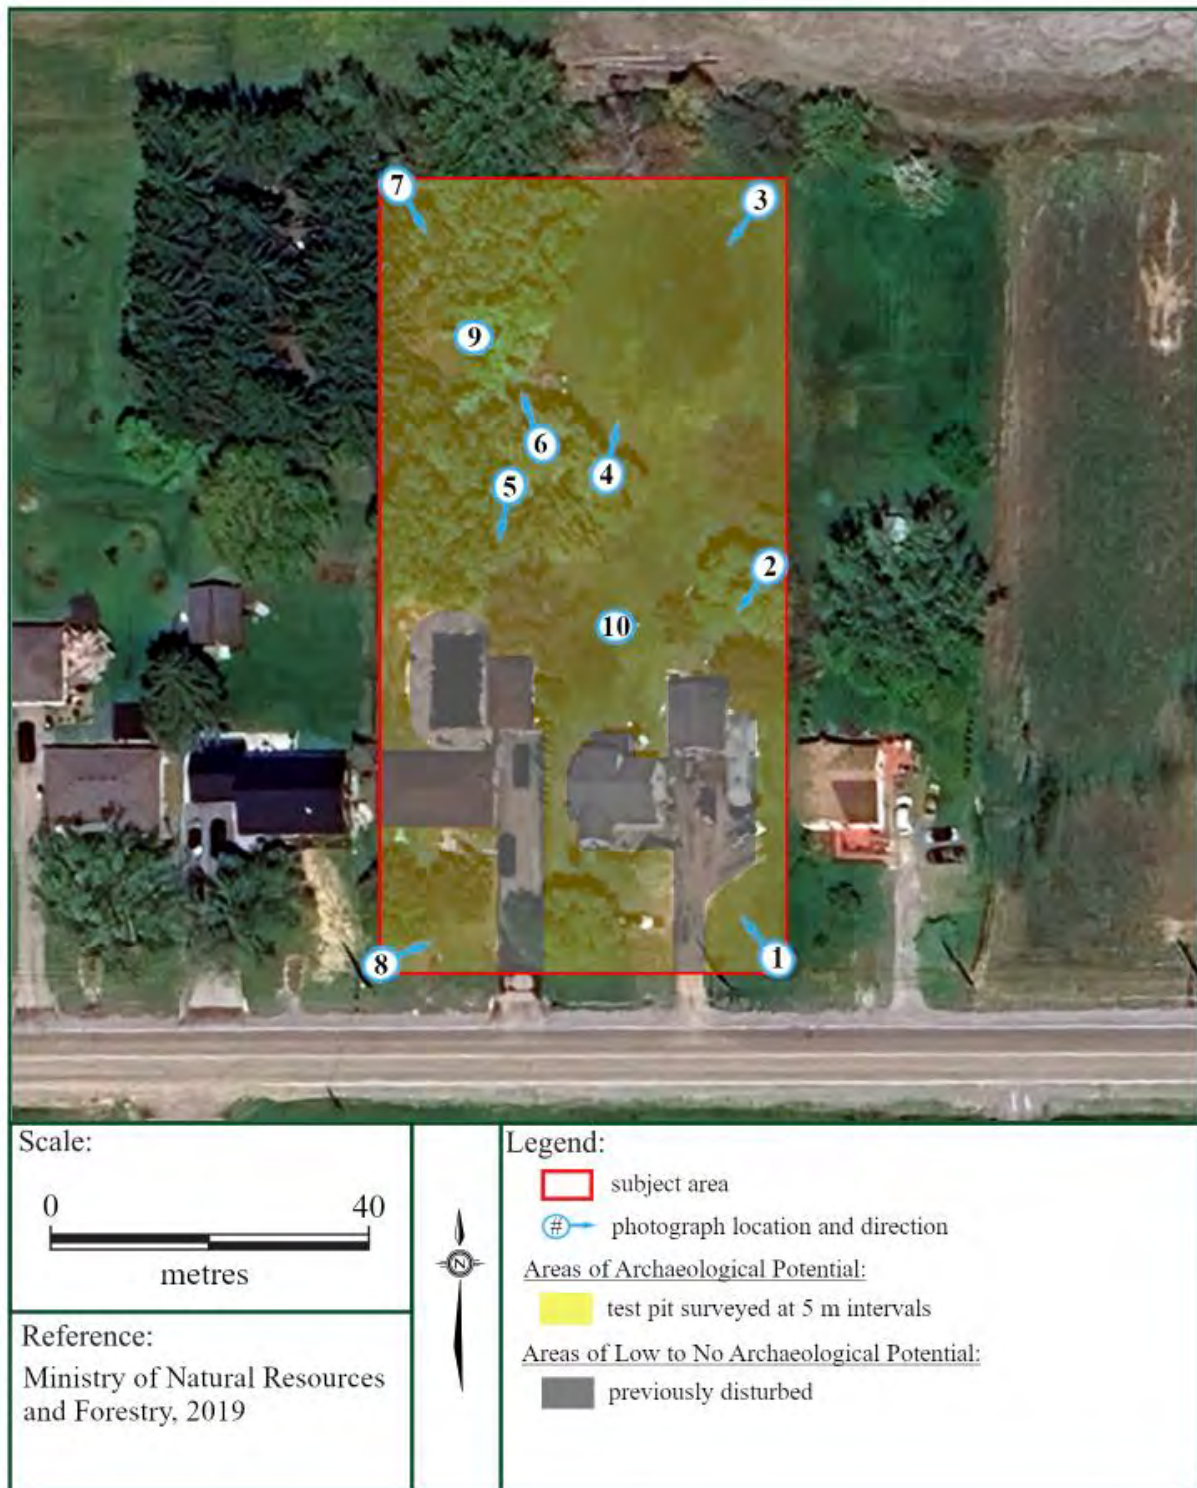 7
3
9
6
4
5
2
10
8
1
Scale:
0 40
metres
Reference:
Ministry of Natural Resources
and Forestry, 2019
N
Legend:
subject area
# photograph location and direction
Areas of Archaeological Potential:
test pit surveyed at 5 m intervals
Areas of Low to No Archaeological Potential:
previously disturbed